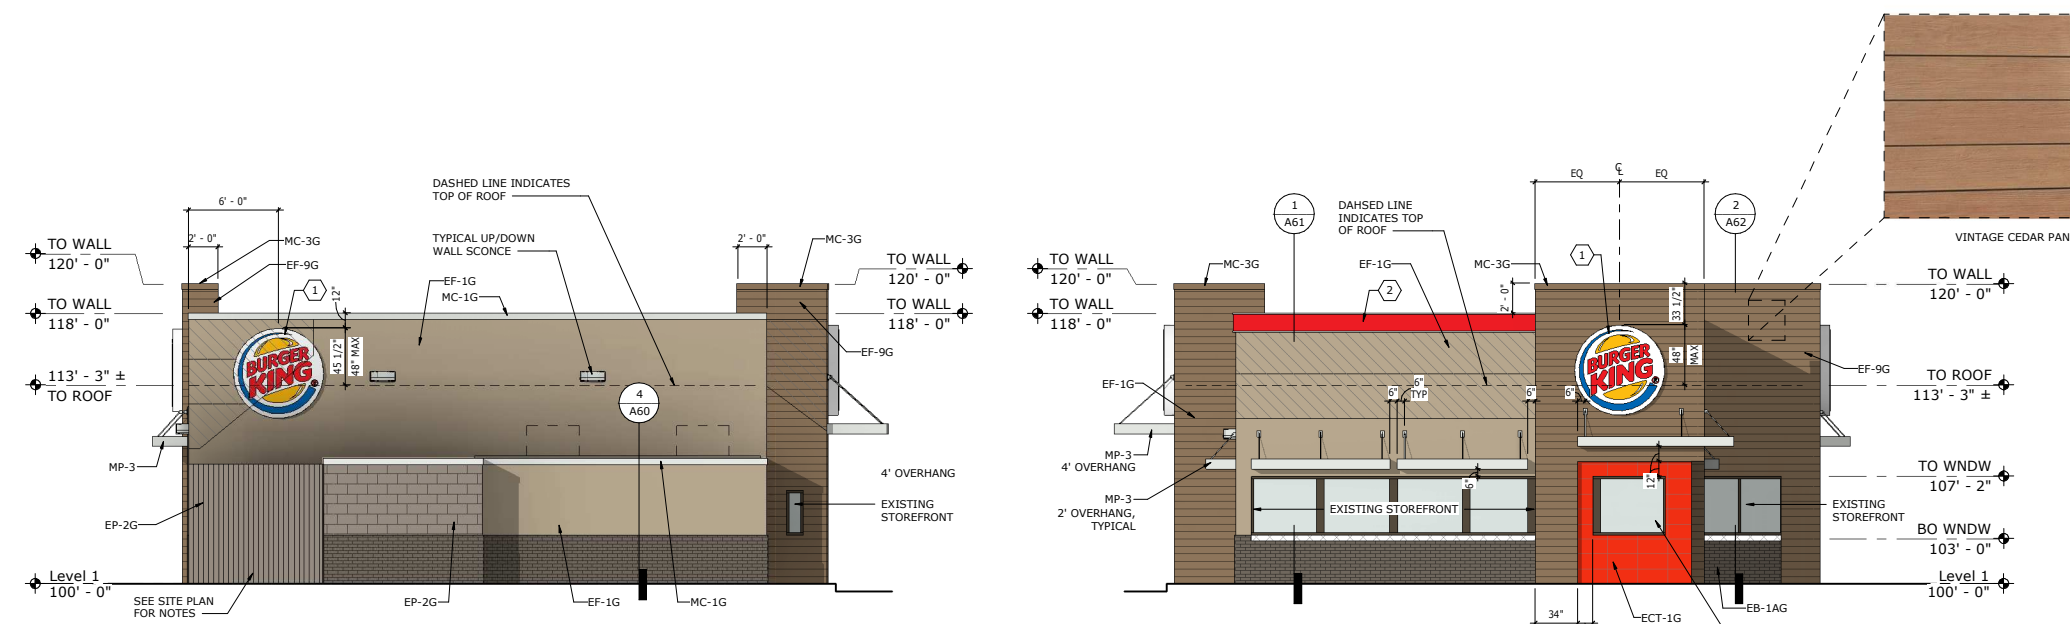 DASHED LINE INDICATES
TOP OF ROOF
6' - 0"
2' - 0"
MC-3G
TYPICAL UP/DOWN
WALL SCONCE
2' - 0"
MC-3G
TO WALL
120' - 0"
EF-9G
1
12"
EF-1G
MC-1G
TO WALL
120' - 0"
TO WALL
118' - 0"
TO WALL
118' - 0"
45 1/2"
48" MAX
BURGER
KING
®
EF-9G
113' - 3" ±
TO ROOF
4
A60
MP-3
4' OVERHANG
EP-2G
EXISTING
STOREFRONT
Level 1
100' - 0"
SEE SITE PLAN
FOR NOTES
EP-2G
EF-1G
MC-1G
VINTAGE CEDAR PAN
EQ
℄
EQ
1
A61
DAHSED LINE
INDICATES TOP
OF ROOF
2
A62
TO WALL
120' - 0"
MC-3G
EF-1G
MC-3G
1
TO WALL
120' - 0"
2
2' - 0"
33 1/2"
TO WALL
118' - 0"
48"
MAX
BURGER
KING
®
EF-9G
EF-1G
6"
6"
TYP
6"
6"
TO ROOF
113' - 3" ±
MP-3
4' OVERHANG
MP-3
2' OVERHANG,
TYPICAL
6"
12"
TO WNDW
107' - 2"
EXISTING STOREFRONT
EXISTING
STOREFRONT
BO WNDW
103' - 0"
Level 1
100' - 0"
34"
ECT-1G
EB-1AG